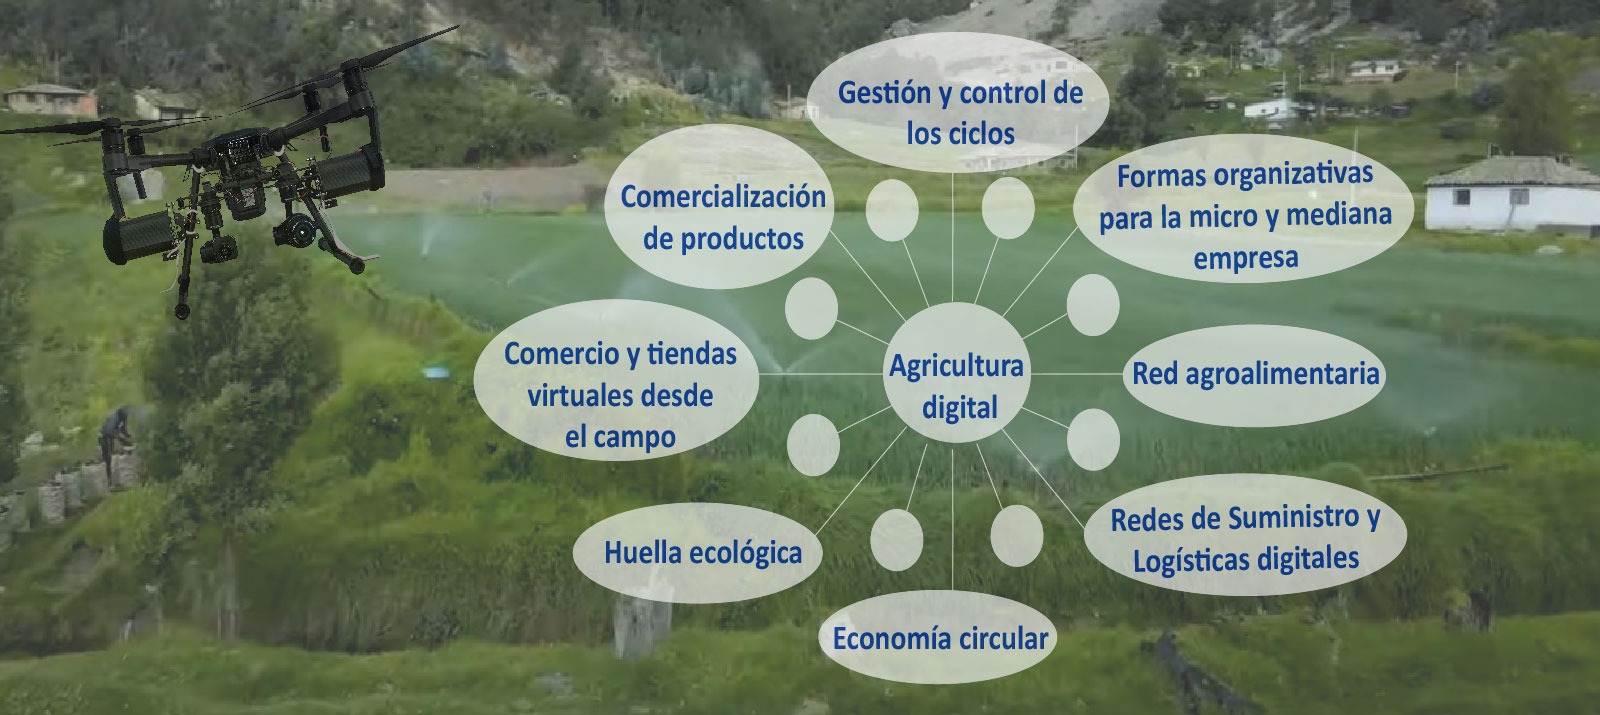 Gestión y control de
los ciclos
Formas organizativas
para la micro y mediana
empresa
Comercialización
de productos
Red agroalimentaria
Comercio y tiendas
virtuales desde
el campo
Agricultura
digital
Redes de Suministro y
Logísticas digitales
Huella ecológica
Economía circular